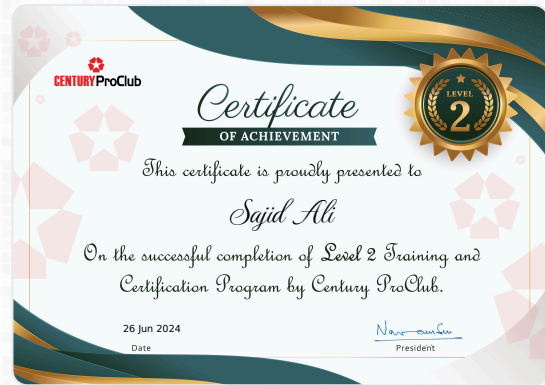 CENTURY ProClub
Certificate
OF ACHIEVEMENT
LEVEL
2
This certificate is proudly presented to
Sajid Ali
On the successful completion of Level 2 Training and
Certification Program by Century ProClub.
26 Jun 2024
Date
President